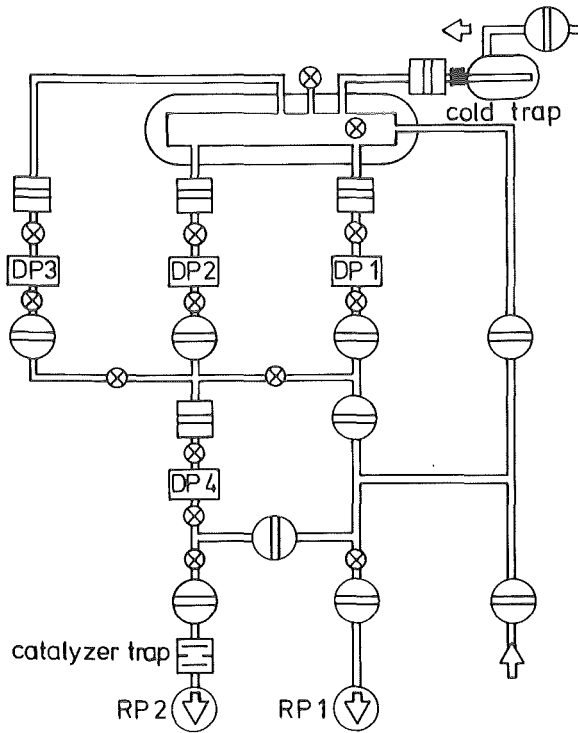 cold trap
DP3
DP2
DP1
DP4
catalyzer trap
RP2
RP1